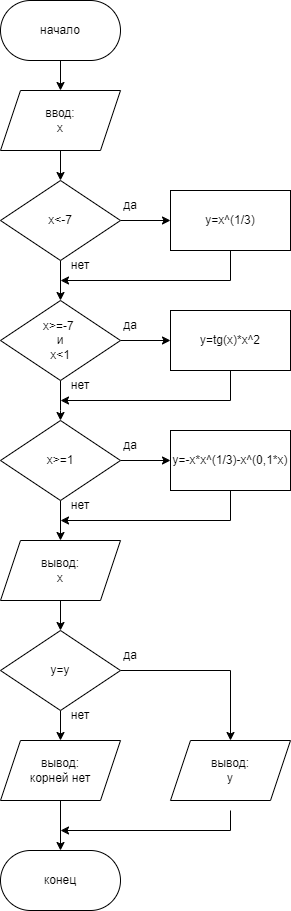 начало
ввод:
x
x<-7
да
y=x^(1/3)
нет
x>=-7
и
x<1
да
y=tg(x)*x^2
нет
x>=1
да
y=-x*x^(1/3)-x^(0,1*x)
нет
вывод:
x
y=y
да
нет
вывод:
корней нет
вывод:
y
конец